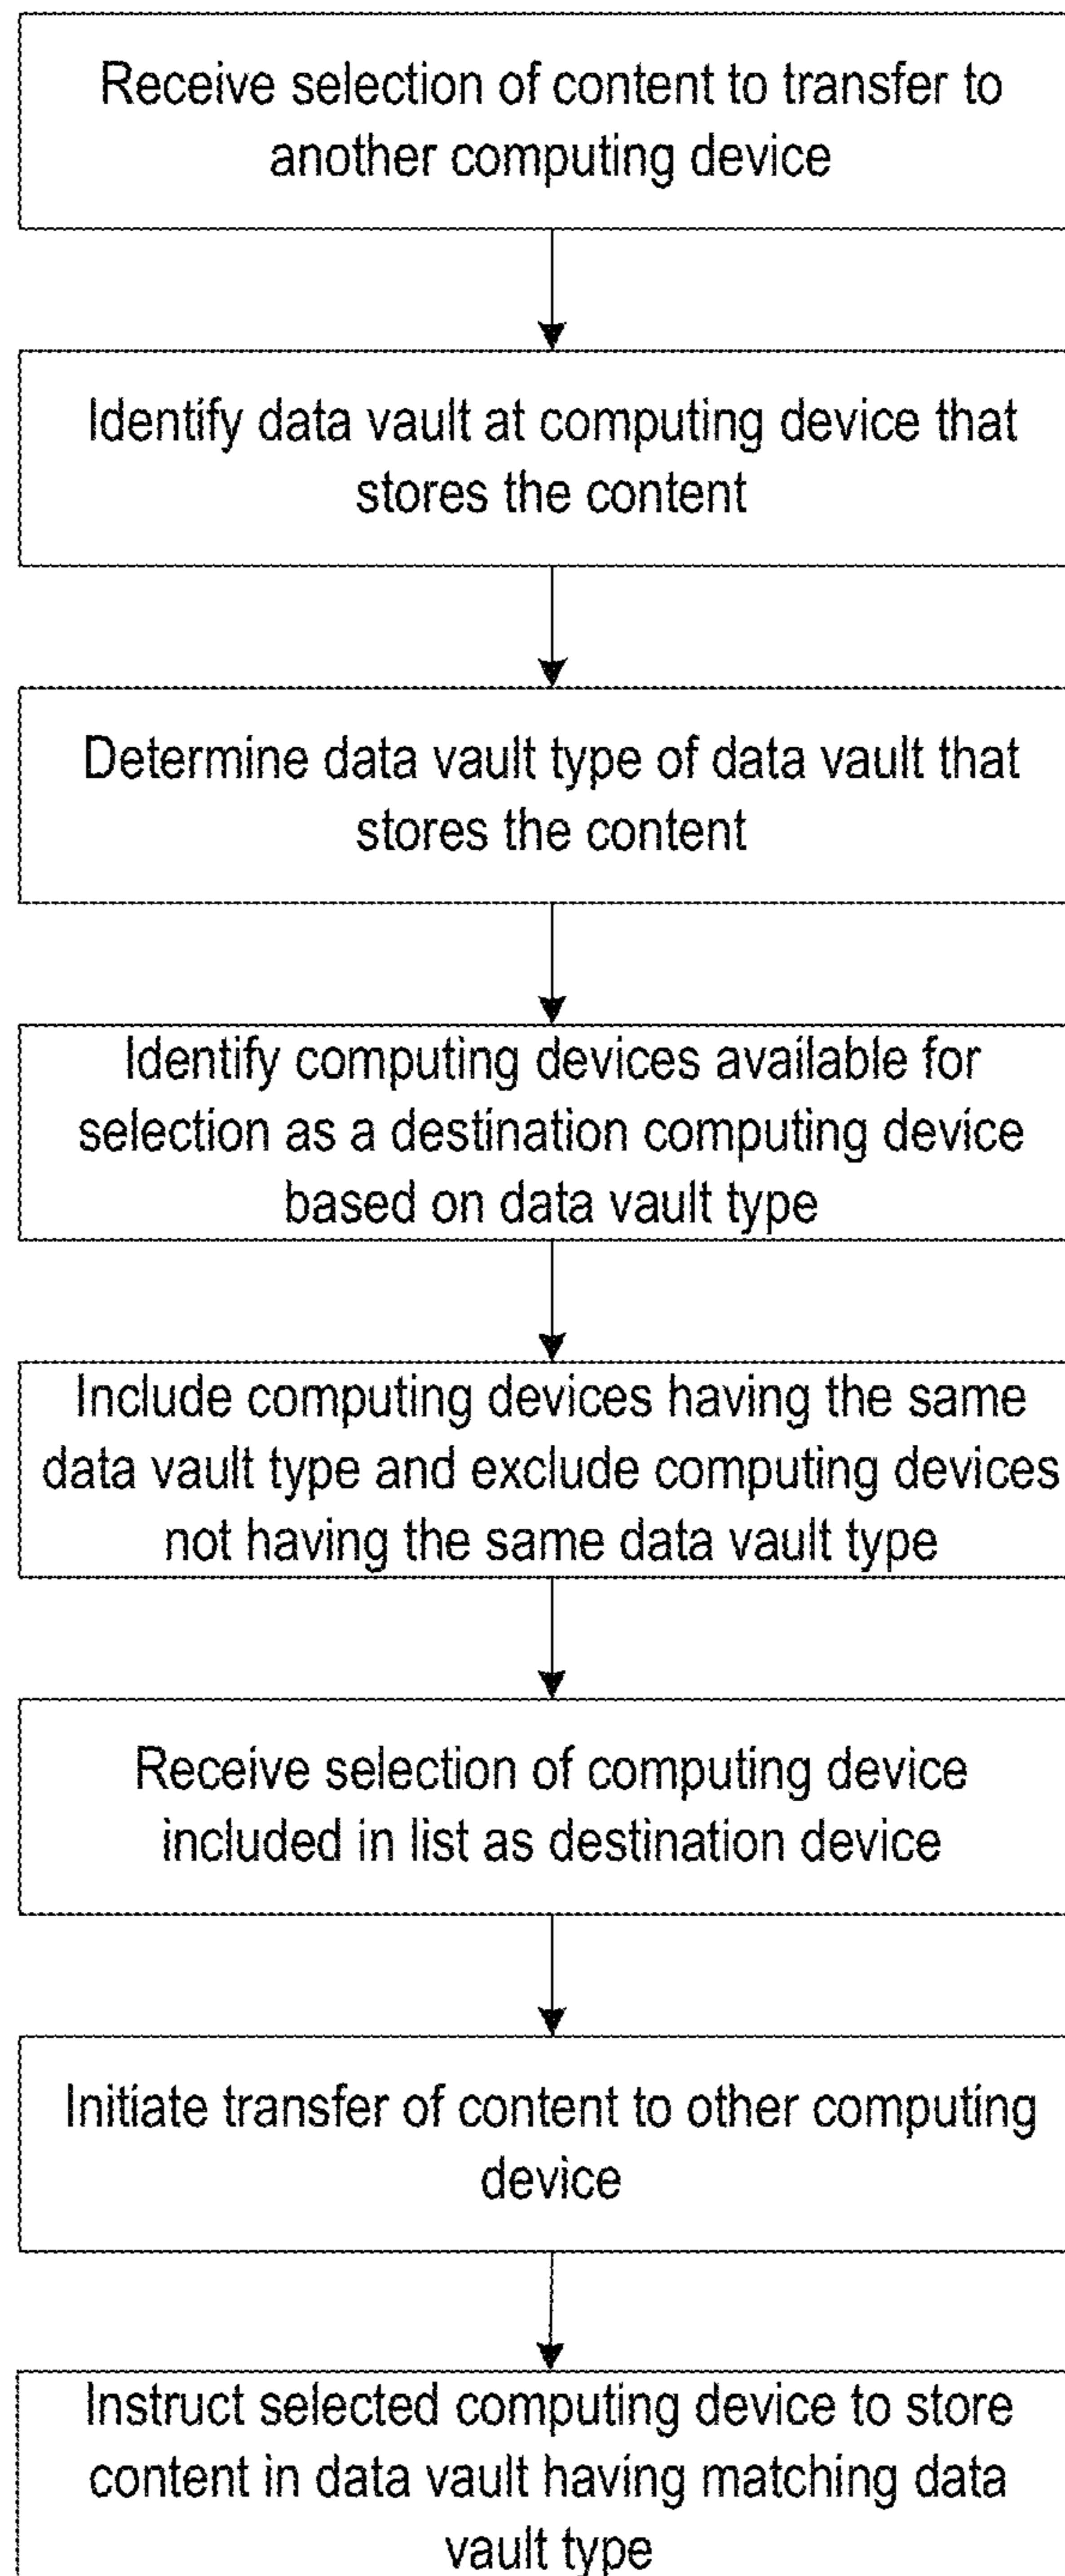 Receive selection of content to transfer to
another computing device
Identify data vault at computing device that
stores the content
Determine data vault type of data vault that
stores the content
Identify computing devices available for
selection as a destination computing device
based on data vault type
Include computing devices having the same
data vault type and exclude computing devices
not having the same data vault type
Receive selection of computing device
included in list as destination device
Initiate transfer of content to other computing
device
Instruct selected computing device to store
content in data vault having matching data
vault type